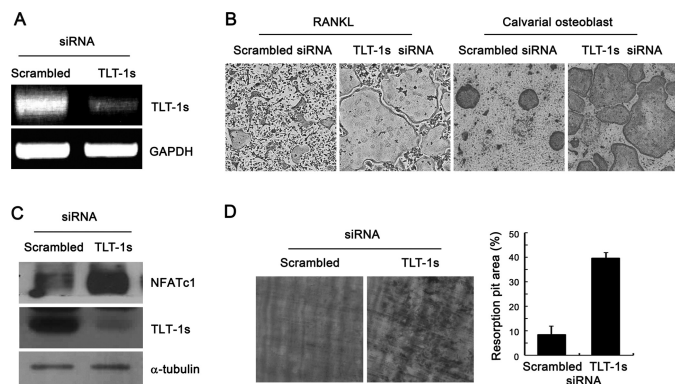 A
siRNA
Scrambled TLT-1s
TLT-1s
GAPDH
B
RANKL Calvarial osteoblast
Scrambled siRNA TLT-1s siRNA Scrambled siRNA TLT-1s siRNA
C
siRNA
Scrambled TLT-1s
NFATc1
TLT-1s
α-tubulin
D
siRNA
Scrambled TLT-1s
Resorption pit area (%)
50
40
30
20
10
0
Scrambled TLT-1s
siRNA